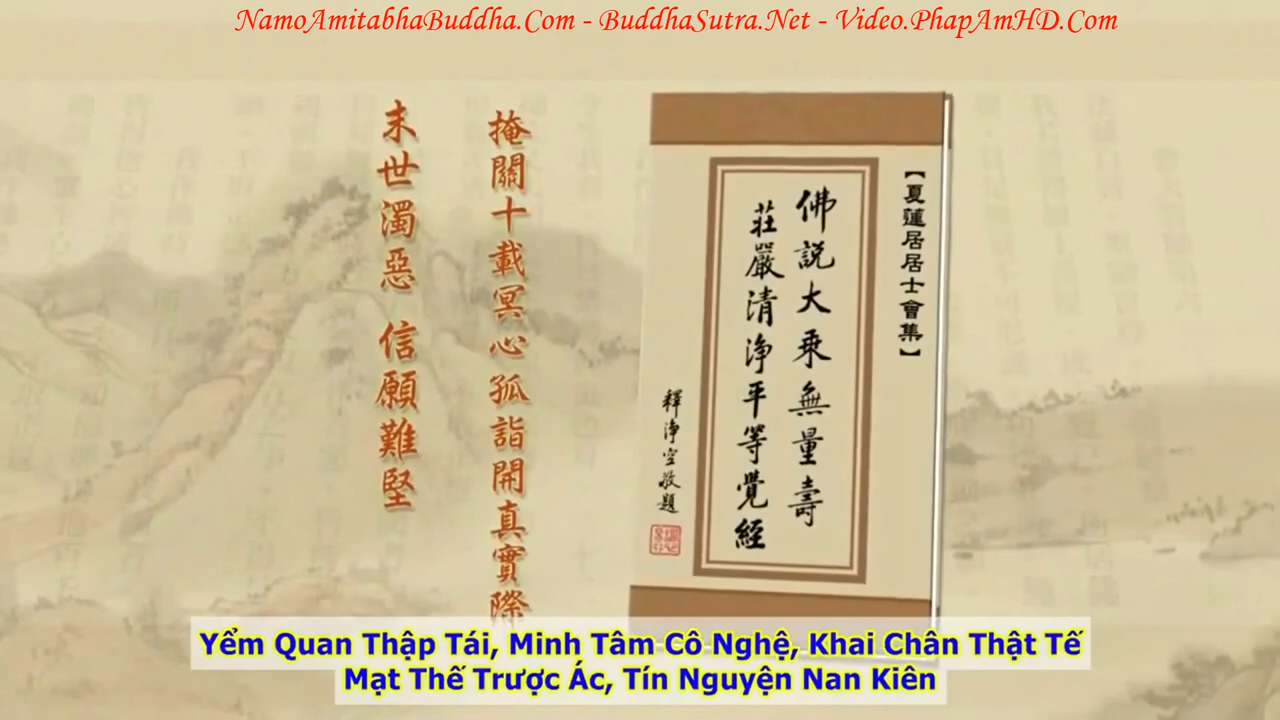 NamoAmitabhaBuddha.Com - BuddhaSutra.Net - Video.PhapAmHD.Com
掩關十載冥心孤詣開真實際
末世濁惡 信願難堅
【夏蓮居居士會集】
佛説大乘無量壽
莊嚴清淨平等覺經
釋淨空敬題
Yểm Quan Thập Tái, Minh Tâm Cô Nghệ, Khai Chân Thật Tế
Mạt Thế Trược Ác, Tín Nguyện Nan Kiên